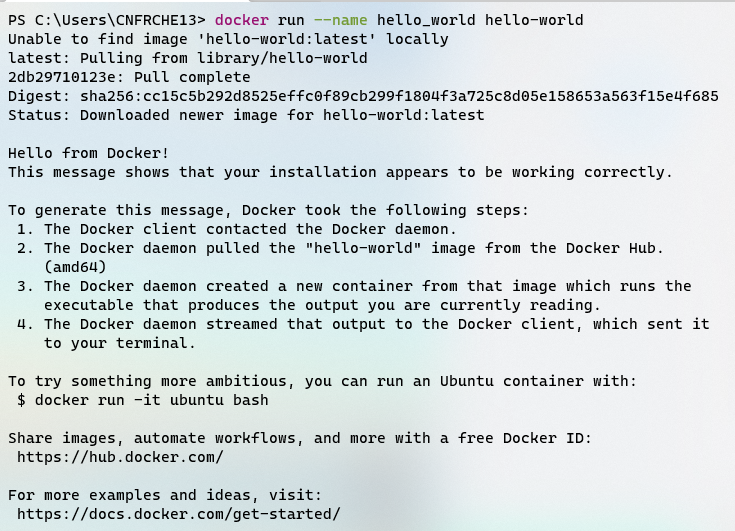 PS C:\Users\CNFRCHE13> docker run --name hello_world hello-world
Unable to find image 'hello-world:latest' locally
latest: Pulling from library/hello-world
2db29710123e: Pull complete
Digest: sha256:cc15c5b292d8525effc0f89cb299f1804f3a725c8d05e158653a563f15e4f685
Status: Downloaded newer image for hello-world:latest

Hello from Docker!
This message shows that your installation appears to be working correctly.

To generate this message, Docker took the following steps:
 1. The Docker client contacted the Docker daemon.
 2. The Docker daemon pulled the "hello-world" image from the Docker Hub.
    (amd64)
 3. The Docker daemon created a new container from that image which runs the
    executable that produces the output you are currently reading.
 4. The Docker daemon streamed that output to the Docker client, which sent it
    to your terminal.

To try something more ambitious, you can run an Ubuntu container with:
 $ docker run -it ubuntu bash

Share images, automate workflows, and more with a free Docker ID:
 https://hub.docker.com/

For more examples and ideas, visit:
 https://docs.docker.com/get-started/